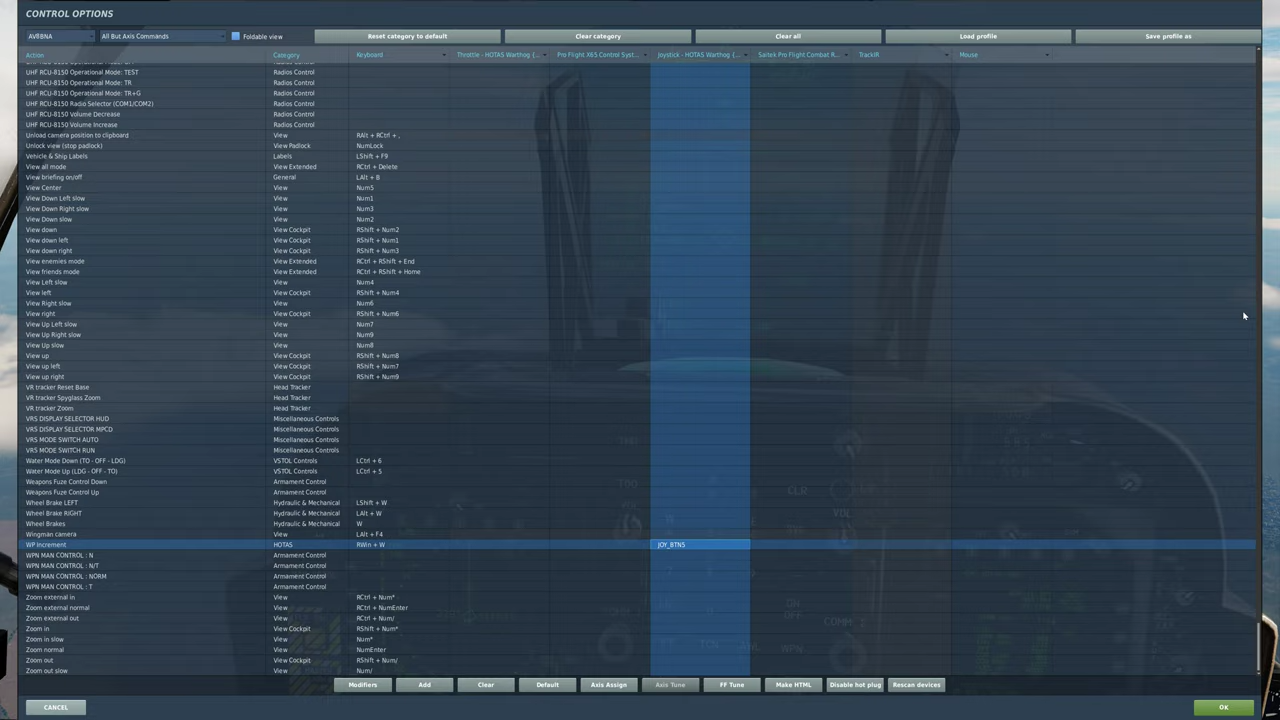 CONTROL OPTIONS
AV8BNA All But Axis Commands Foldable view Reset category to default Clear category Clear all Load profile Save profile as
Action Category Keyboard Throttle - HOTAS Warthog {... Pro Flight X65 Control Syst... Joystick - HOTAS Warthog {... Saitek Pro Flight Combat R... TrackIR Mouse
UHF RCU-8150 Operational Mode: TEST Radios Control
UHF RCU-8150 Operational Mode: TR Radios Control
UHF RCU-8150 Operational Mode: TR+G Radios Control
UHF RCU-8150 Radio Selector (COM1/COM2) Radios Control
UHF RCU-8150 Volume Decrease Radios Control
UHF RCU-8150 Volume Increase Radios Control
Unload camera position to clipboard View RAlt + RCtrl + ,
Unlock view (stop padlock) View Padlock NumLock
Vehicle & Ship Labels Labels LShift + F9
View all mode View Extended RCtrl + Delete
View briefing on/off General LAlt + B
View Center View Num5
View Down Left slow View Num1
View Down Right slow View Num3
View Down slow View Num2
View down View Cockpit RShift + Num2
View down left View Cockpit RShift + Num1
View down right View Cockpit RShift + Num3
View enemies mode View Extended RCtrl + RShift + End
View friends mode View Extended RCtrl + RShift + Home
View Left slow View Num4
View left View Cockpit RShift + Num4
View Right slow View Num6
View right View Cockpit RShift + Num6
View Up Left slow View Num7
View Up Right slow View Num9
View Up slow View Num8
View up View Cockpit RShift + Num8
View up left View Cockpit RShift + Num7
View up right View Cockpit RShift + Num9
VR tracker Reset Base Head Tracker
VR tracker Spyglass Zoom Head Tracker
VR tracker Zoom Head Tracker
VRS DISPLAY SELECTOR HUD Miscellaneous Controls
VRS DISPLAY SELECTOR MPCD Miscellaneous Controls
VRS MODE SWITCH AUTO Miscellaneous Controls
VRS MODE SWITCH RUN Miscellaneous Controls
Water Mode Down (TO - OFF - LDG) VSTOL Controls LCtrl + 6
Water Mode Up (LDG - OFF - TO) VSTOL Controls LCtrl + 5
Weapons Fuze Control Down Armament Control
Weapons Fuze Control Up Armament Control
Wheel Brake LEFT Hydraulic & Mechanical LShift + W
Wheel Brake RIGHT Hydraulic & Mechanical LAlt + W
Wheel Brakes Hydraulic & Mechanical W
Wingman camera View LAlt + F4
WP Increment HOTAS RWin + W JOY_BTN5
WPN MAN CONTROL : N Armament Control
WPN MAN CONTROL : N/T Armament Control
WPN MAN CONTROL : NORM Armament Control
WPN MAN CONTROL : T Armament Control
Zoom external in View RCtrl + Num*
Zoom external normal View RCtrl + NumEnter
Zoom external out View RCtrl + Num/
Zoom in View Cockpit RShift + Num*
Zoom in slow View Num*
Zoom normal View NumEnter
Zoom out View Cockpit RShift + Num/
Zoom out slow View Num/
Modifiers Add Clear Default Axis Assign Axis Tune FF Tune Make HTML Disable hot plug Rescan devices
CANCEL OK